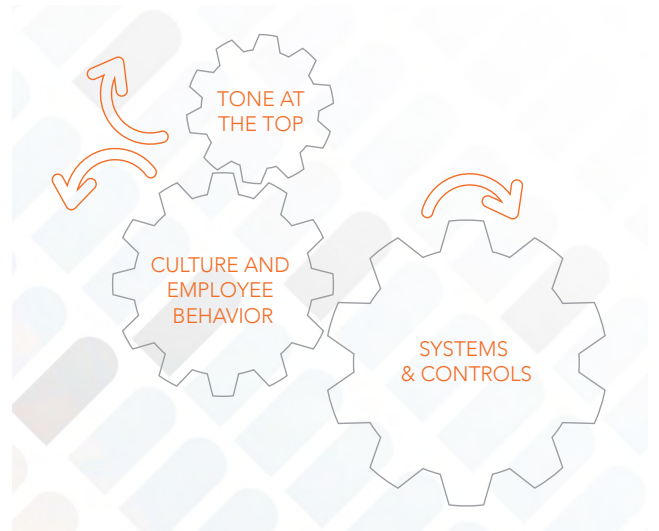 TONE AT
THE TOP
CULTURE AND
EMPLOYEE
BEHAVIOR
SYSTEMS
& CONTROLS